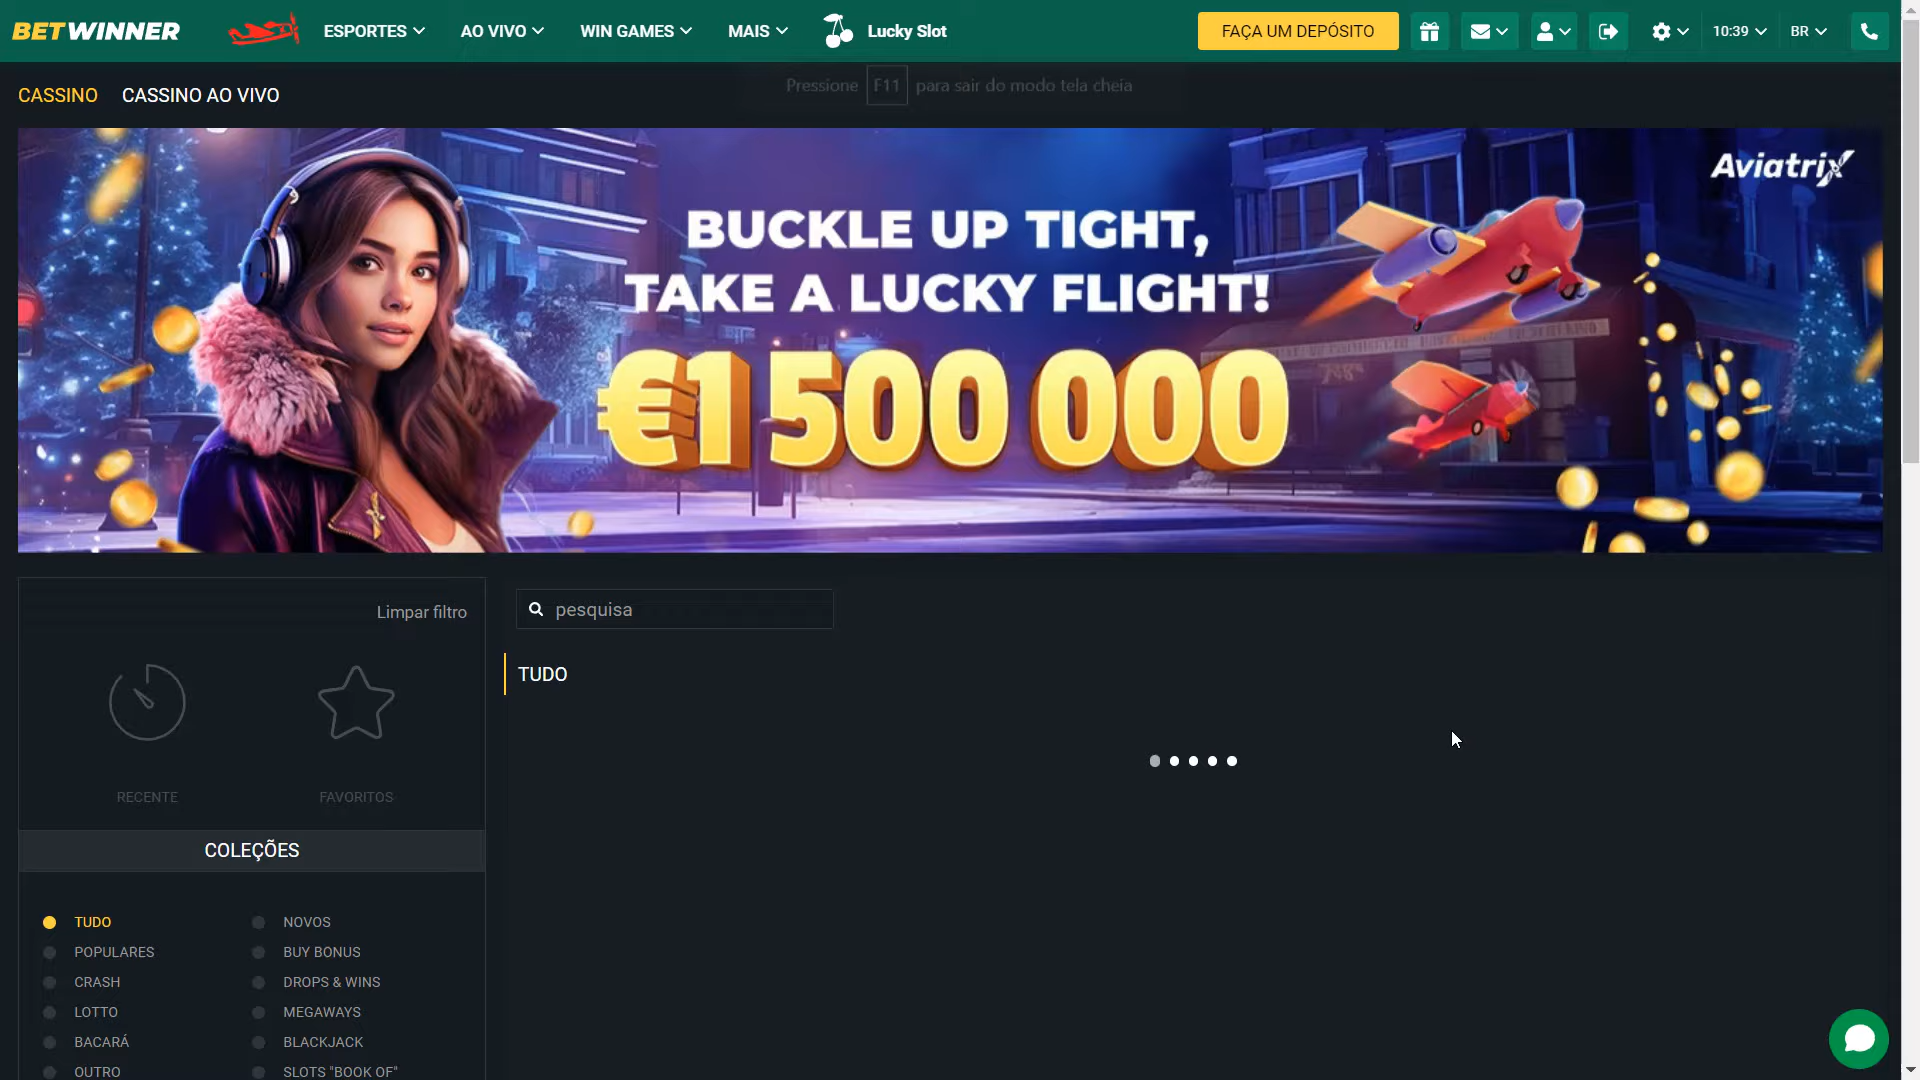 BETWINNER
ESPORTES
AO VIVO
WIN GAMES
MAIS
Lucky Slot
FAÇA UM DEPÓSITO
10:39
BR
Pressione F11 para sair do modo tela cheia
CASSINO
CASSINO AO VIVO
Aviatrix
BUCKLE UP TIGHT,
TAKE A LUCKY FLIGHT!
€1 500 000
Limpar filtro
pesquisa
TUDO
RECENTE
FAVORITOS
COLEÇÕES
TUDO
NOVOS
POPULARES
BUY BONUS
CRASH
DROPS & WINS
LOTTO
MEGAWAYS
BACARÁ
BLACKJACK
OUTRO
SLOTS "BOOK OF"